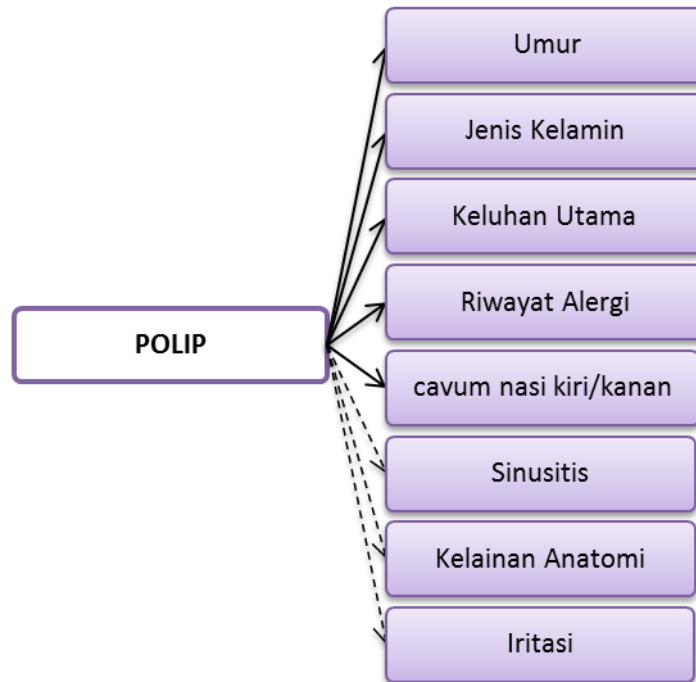 Umur
Jenis Kelamin
Keluhan Utama
Riwayat Alergi
POLIP
cavum nasi kiri/kanan
Sinusitis
Kelainan Anatomi
Iritasi